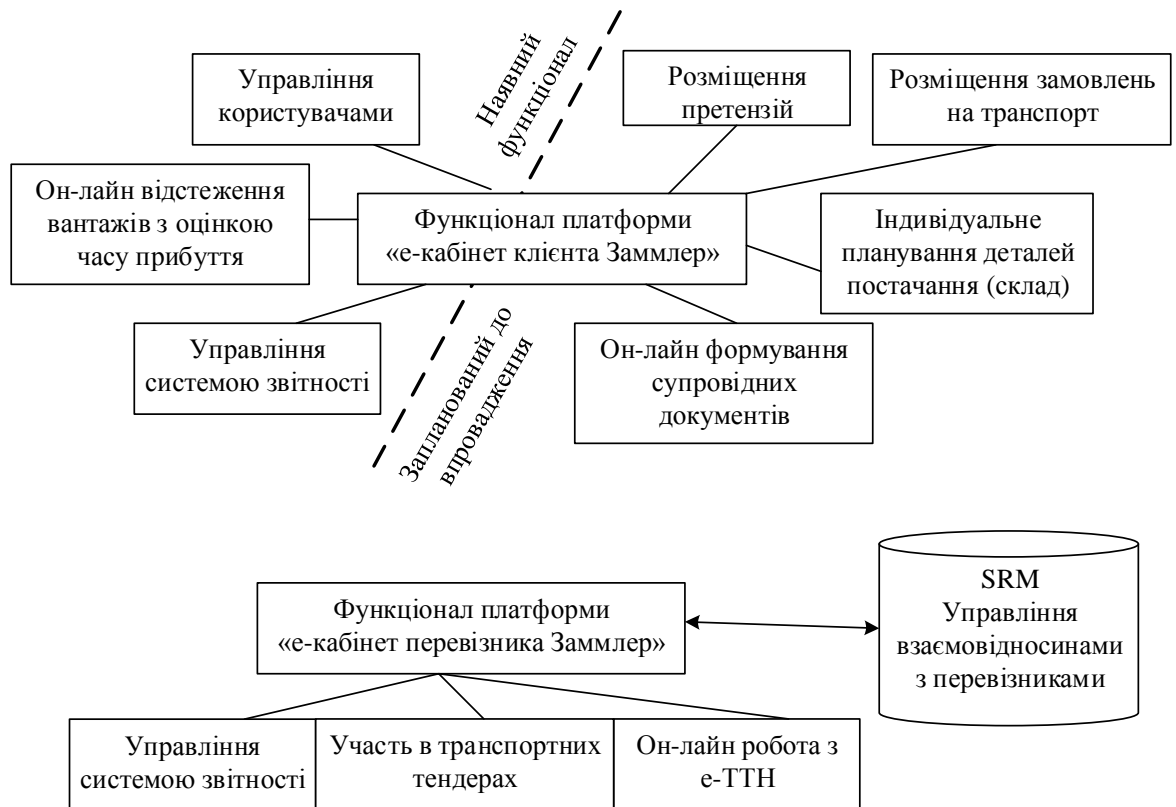 Управління
користувачами
Наявний
функціонал
Розміщення
претензій
Розміщення замовлень
на транспорт
Он-лайн відстеження
вантажів з оцінкою
часу прибуття
Функціонал платформи
«е-кабінет клієнта Заммлер»
Індивідуальне
планування деталей
постачання (склад)
Управління
системою звітності
Запланований до
впровадження
Он-лайн формування
супровідних
документів
Функціонал платформи
«е-кабінет перевізника Заммлер»
SRM
Управління
взаємовідносинами
з перевізниками
Управління
системою звітності
Участь в транспортних
тендерах
Он-лайн робота з
е-ТТН